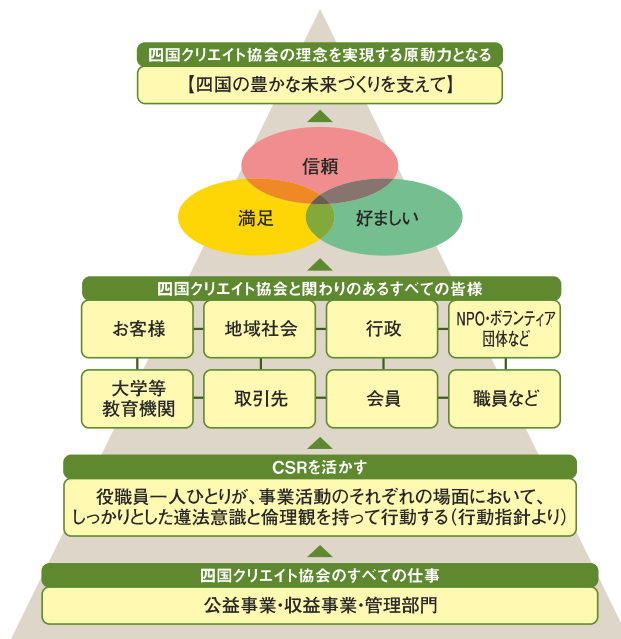 四国クリエイト協会の理念を実現する原動力となる
【四国の豊かな未来づくりを支えて】
信頼
満足
好ましい
四国クリエイト協会と関わりのあるすべての皆様
お客様
地域社会
行政
NPO・ボランティア
団体など
大学等
教育機関
取引先
会員
職員など
CSRを活かす
役職員一人ひとりが、事業活動のそれぞれの場面において、
しっかりとした遵法意識と倫理観を持って行動する(行動指針より)
四国クリエイト協会のすべての仕事
公益事業・収益事業・管理部門